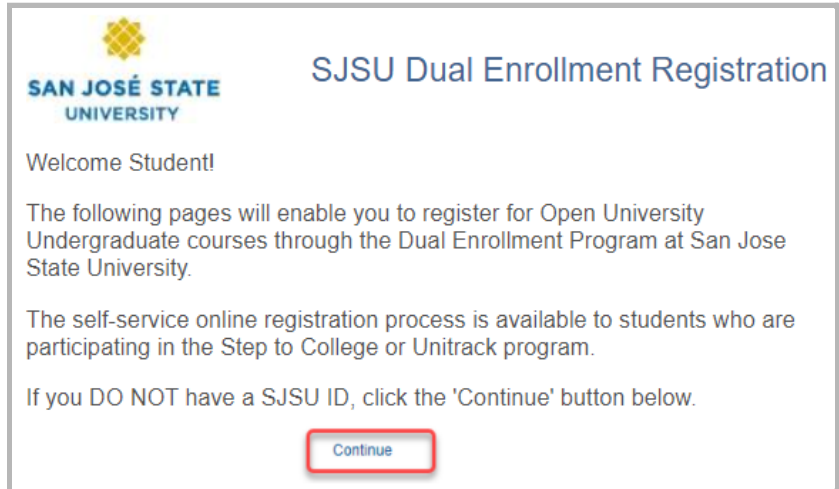 SAN JOSÉ STATE
UNIVERSITY
SJSU Dual Enrollment Registration
Welcome Student!
The following pages will enable you to register for Open University
Undergraduate courses through the Dual Enrollment Program at San Jose
State University.
The self-service online registration process is available to students who are
participating in the Step to College or Unitrack program.
If you DO NOT have a SJSU ID, click the 'Continue' button below.
Continue